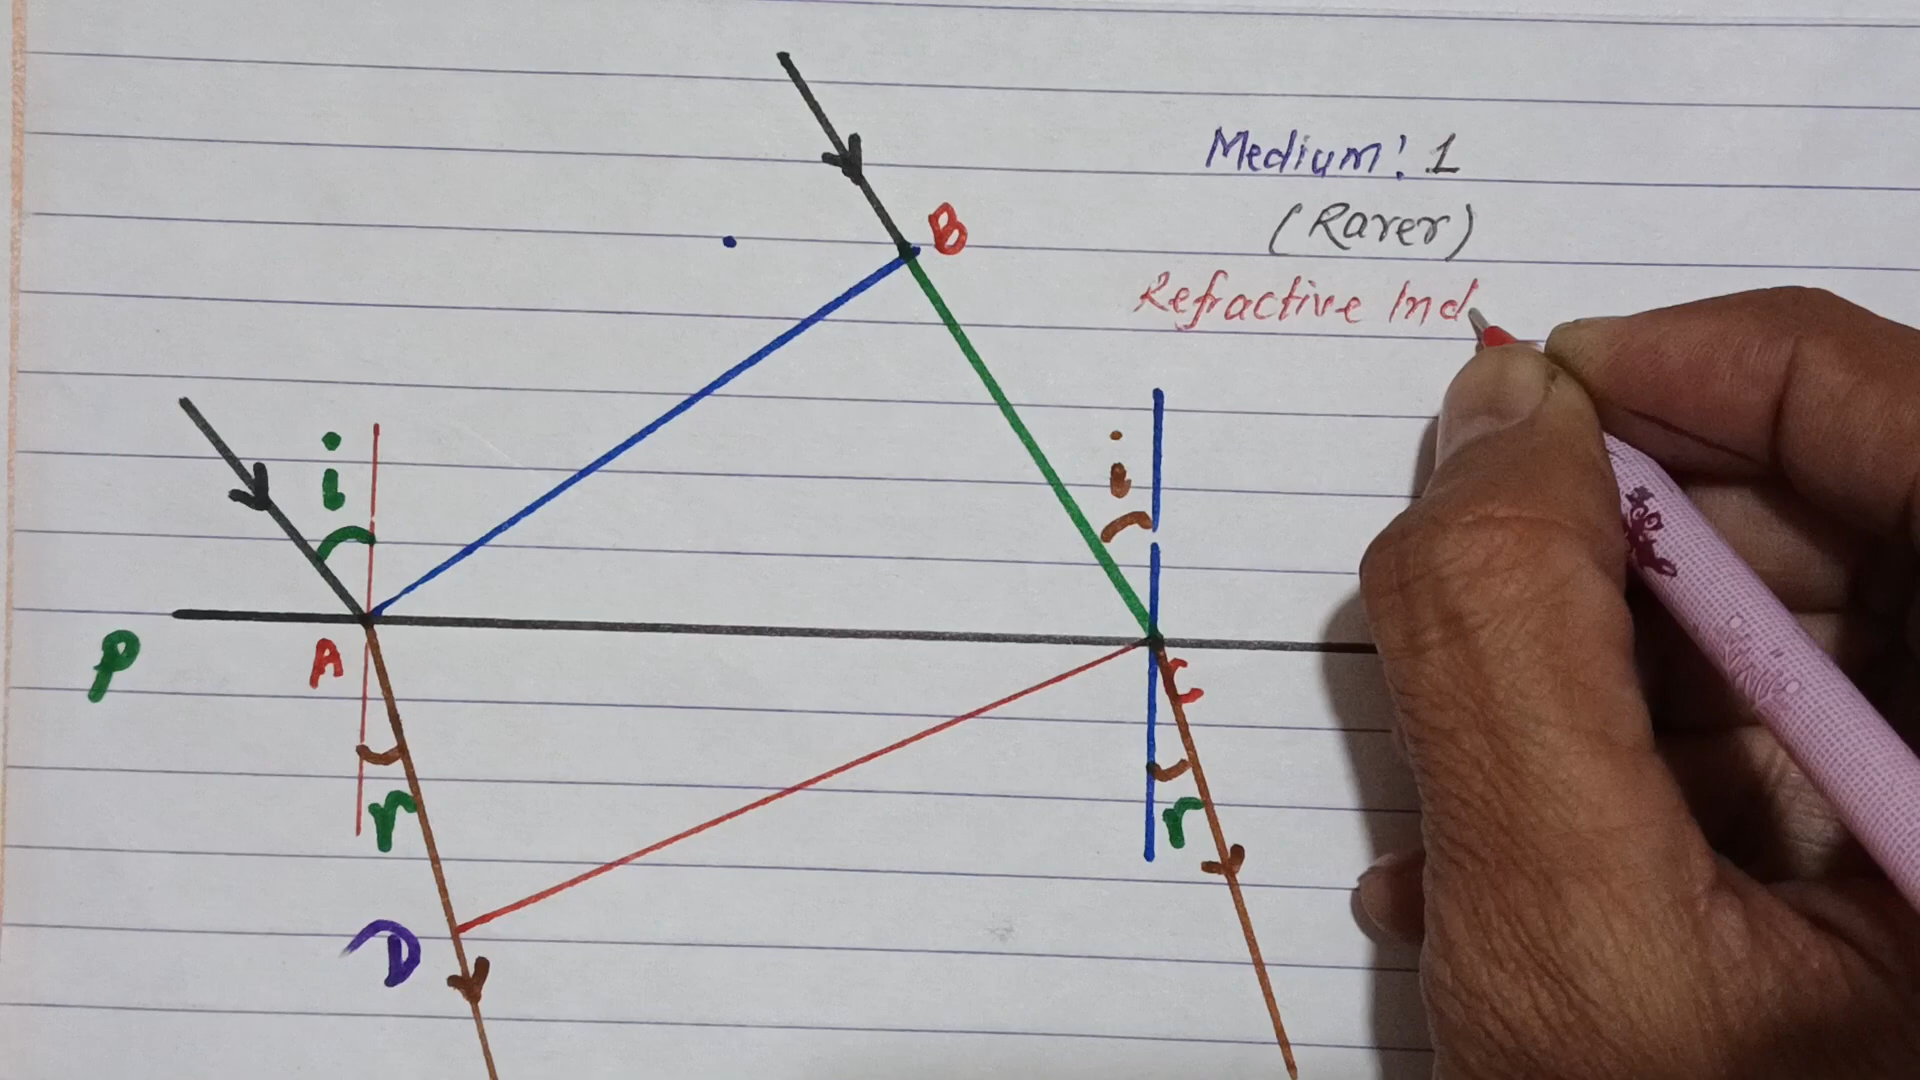 B
Medium: 1
(Rarer)
Refractive Ind
i
i
P
A
C
r
r
D